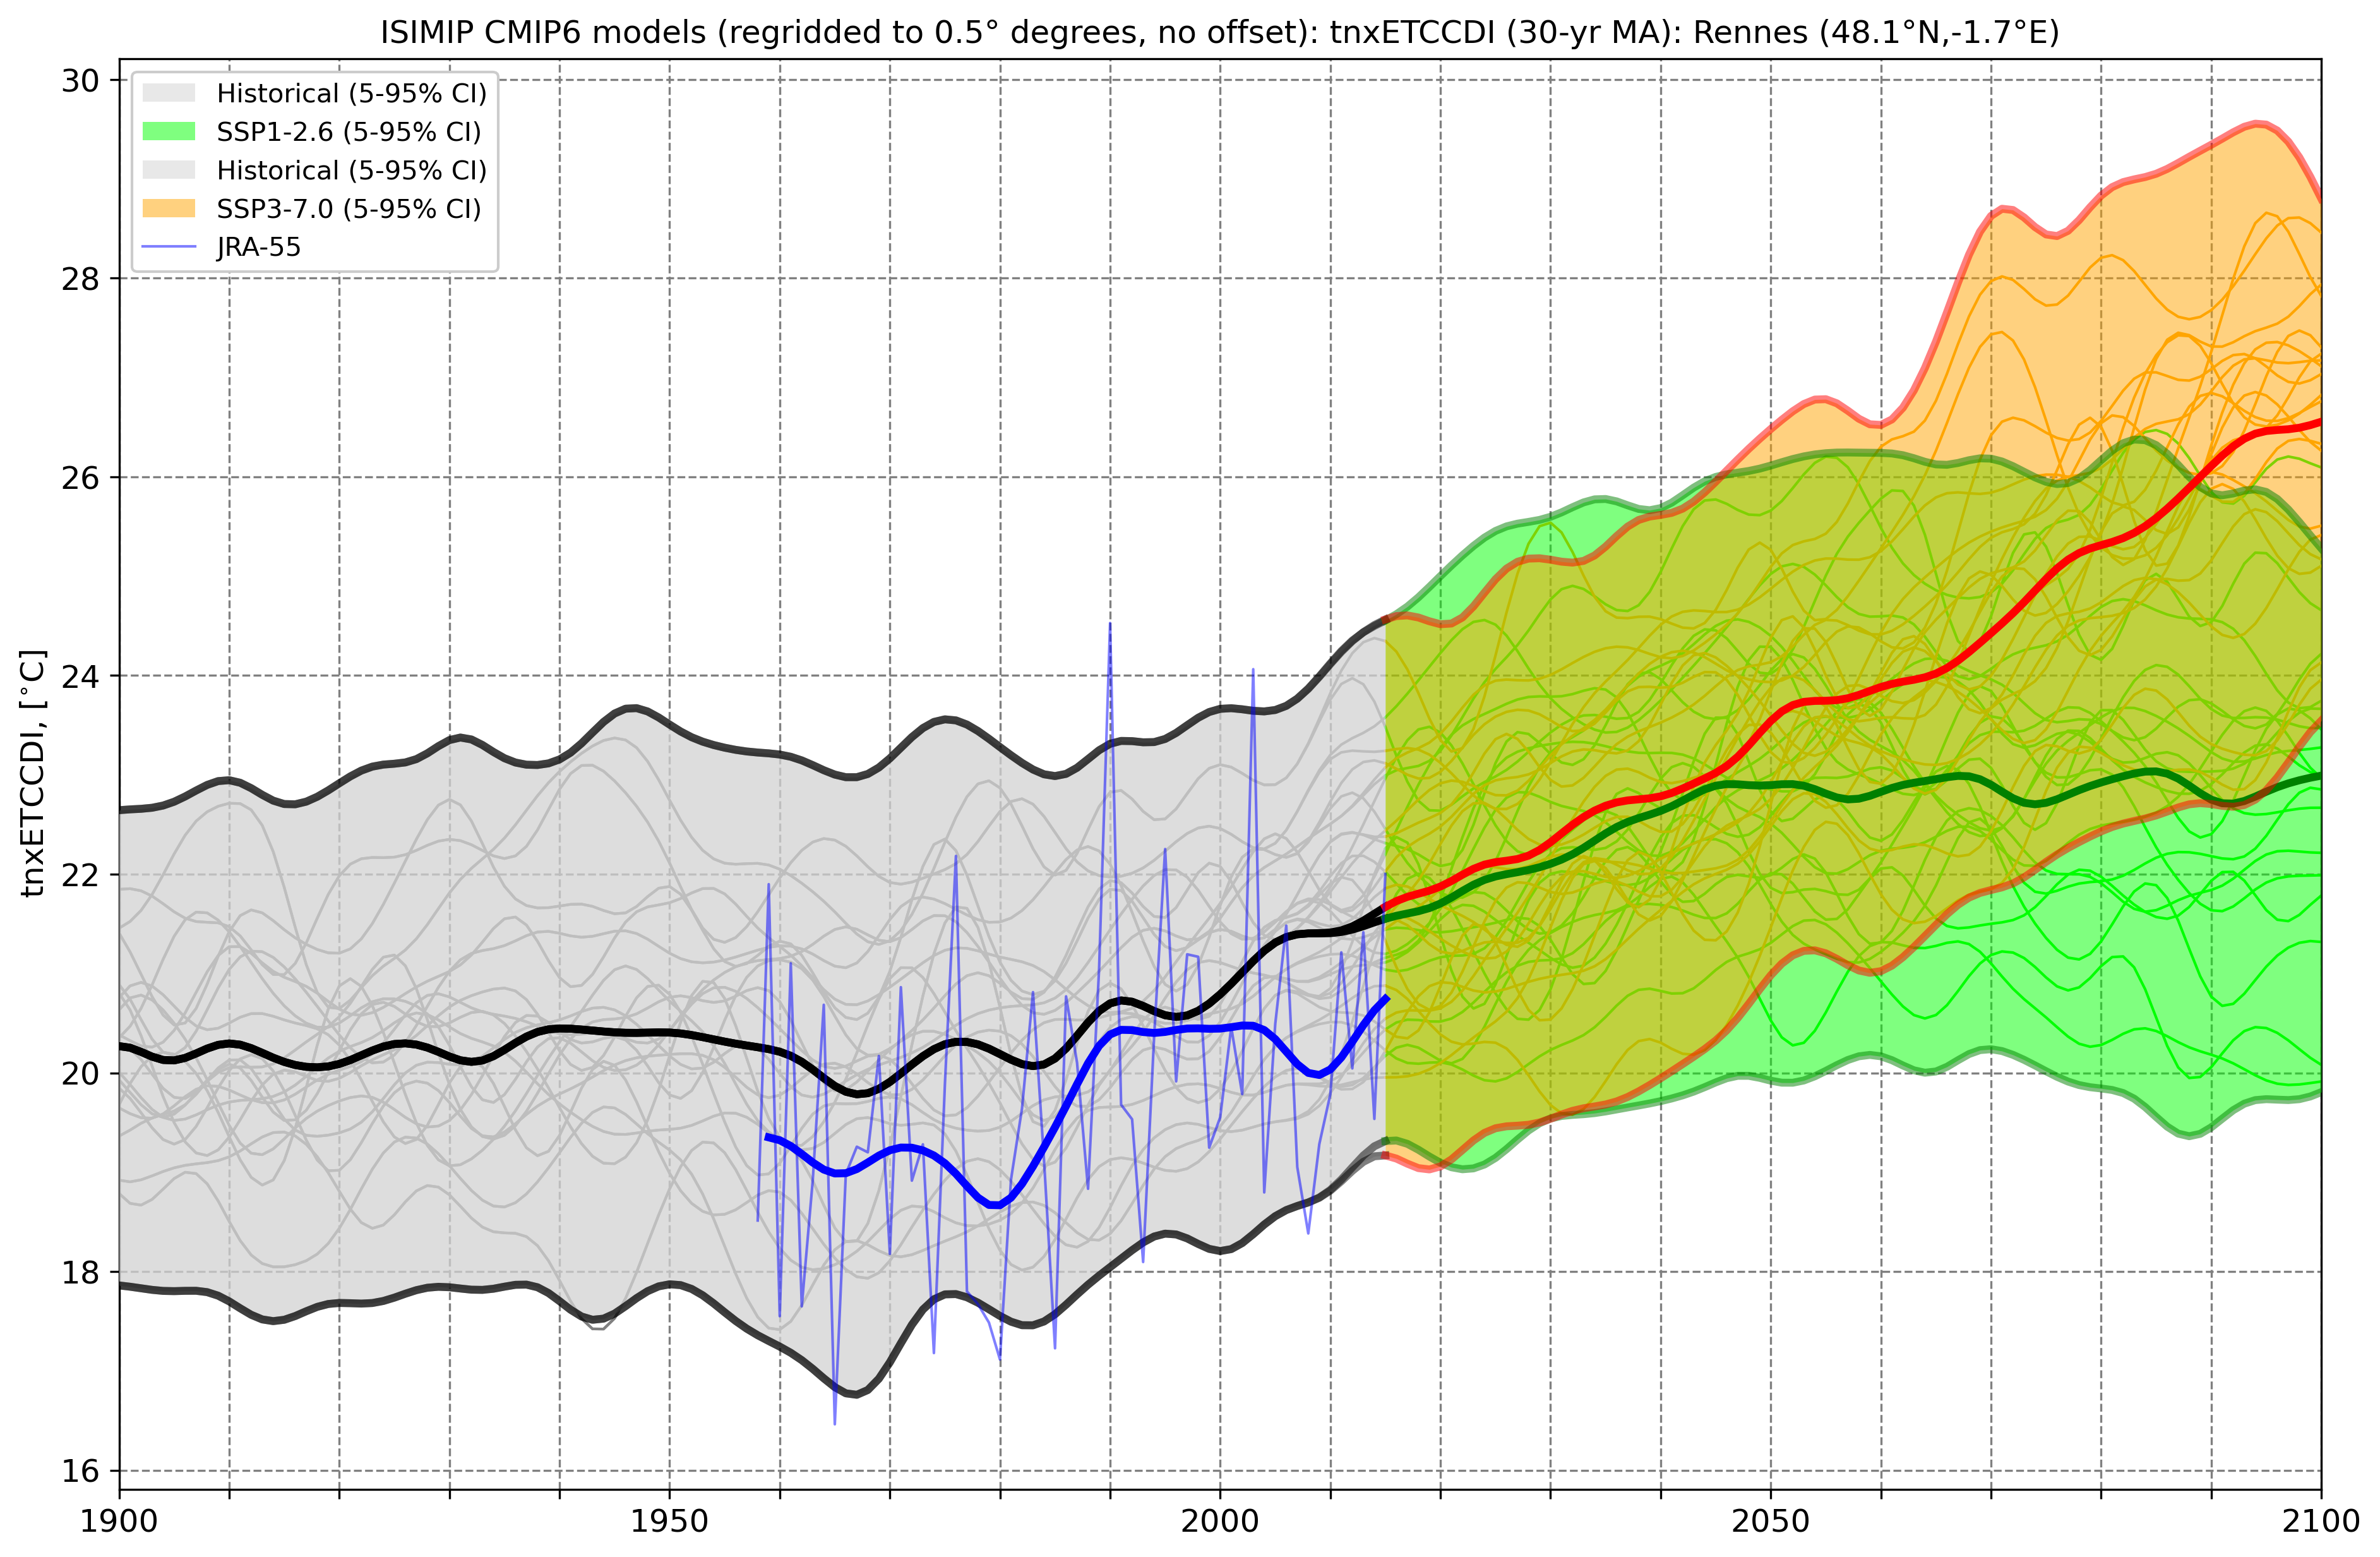 ISIMIP CMIP6 models (regridded to 0.5° degrees, no offset): tnxETCCDI (30-yr MA): Rennes (48.1°N,-1.7°E)
Historical (5-95% CI)
SSP1-2.6 (5-95% CI)
Historical (5-95% CI)
SSP3-7.0 (5-95% CI)
JRA-55
tnxETCCDI, [°C]
30
28
26
24
22
20
18
16
1900
1950
2000
2050
2100